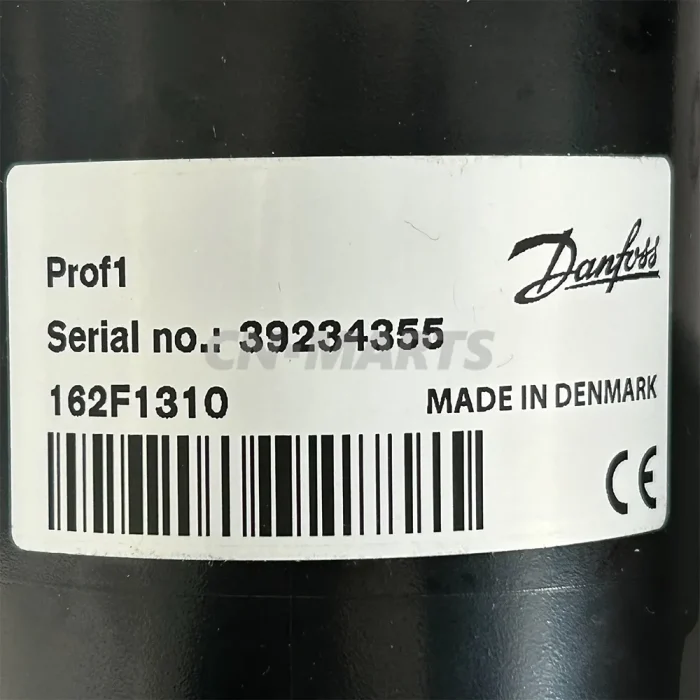 Danfoss
Prof1
Serial no.: 39234355
CN-MARTS
162F1310
MADE IN DENMARK
CE